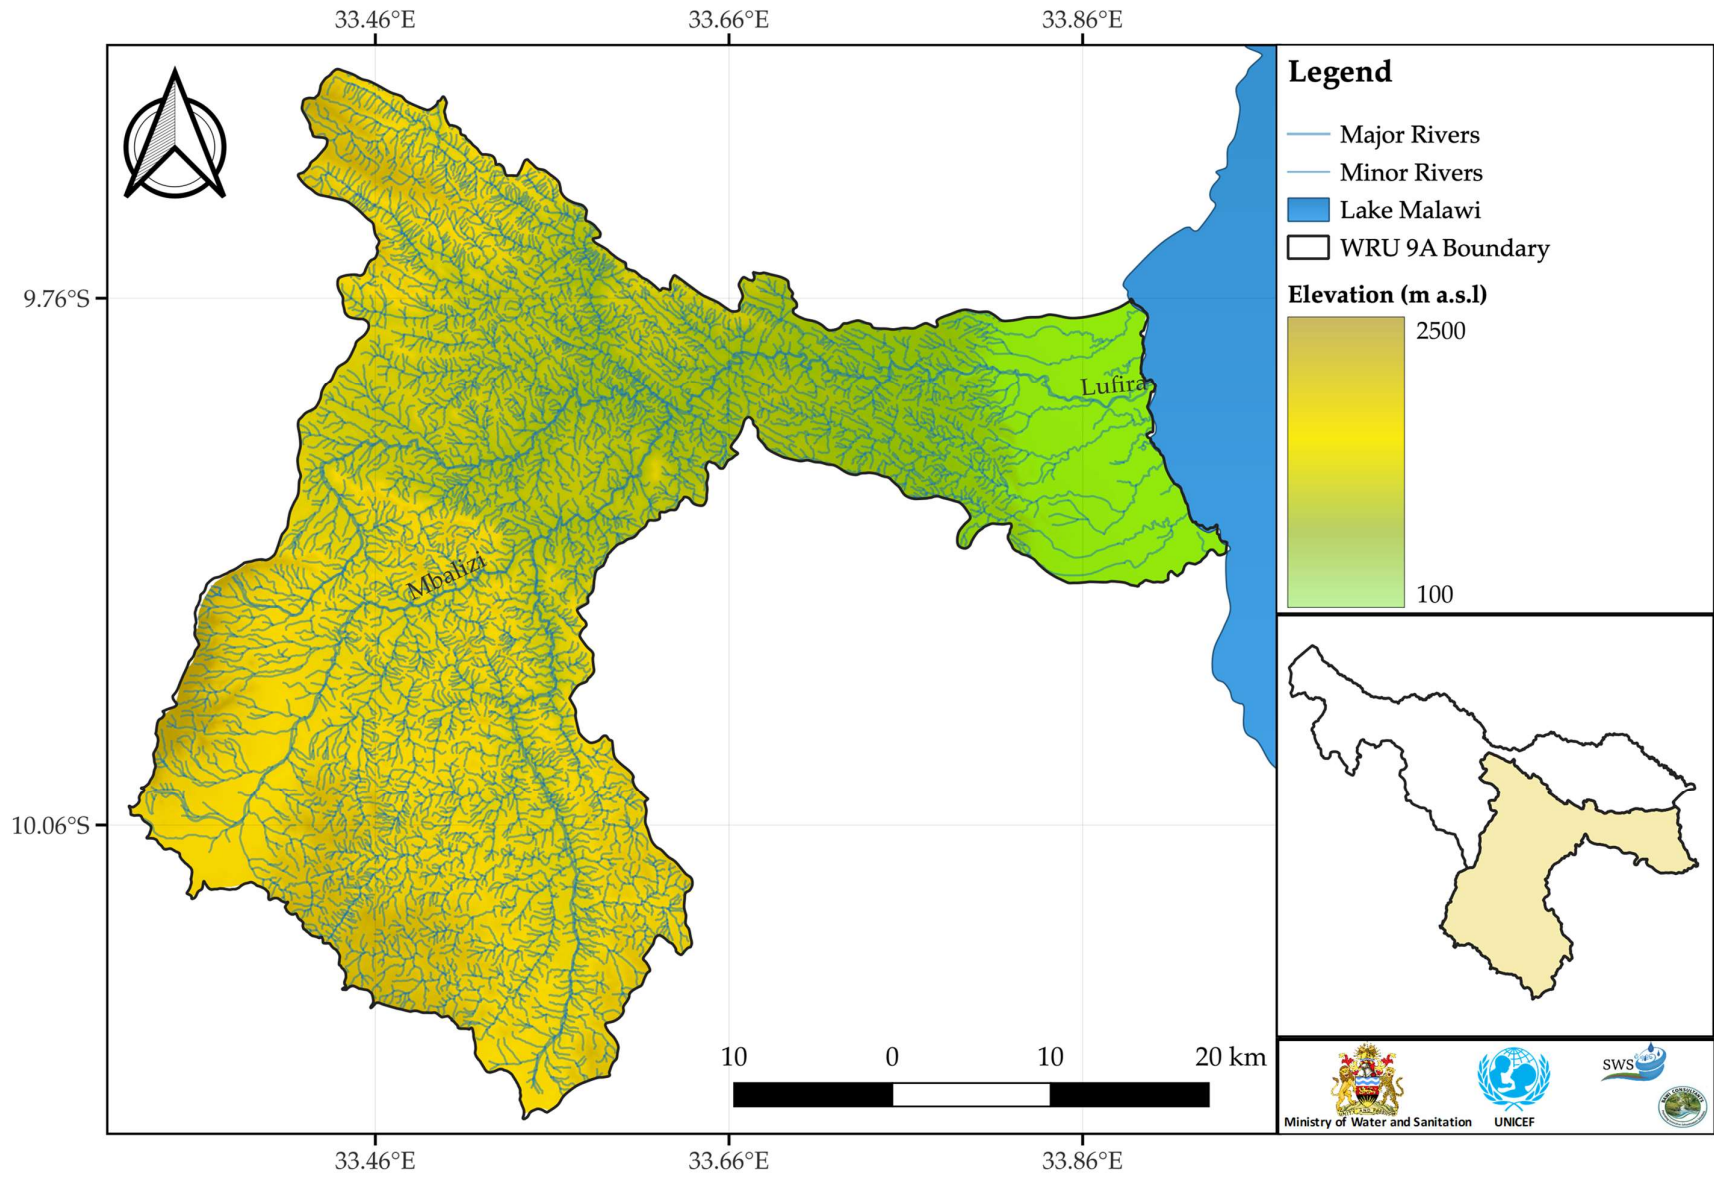 33.46°E 33.66°E 33.86°E
Legend
Major Rivers
Minor Rivers
Lake Malawi
WRU 9A Boundary
Elevation (m a.s.l)
2500
100
9.76°S
10.06°S
Lufira
Mbalizi
10 0 10 20 km
33.46°E 33.66°E 33.86°E
SWS
Ministry of Water and Sanitation
UNICEF